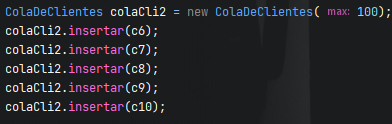 ColaDeClientes colaCli2 = new ColaDeClientes( max: 100);
colaCli2.insertar(c6);
colaCli2.insertar(c7);
colaCli2.insertar(c8);
colaCli2.insertar(c9);
colaCli2.insertar(c10);